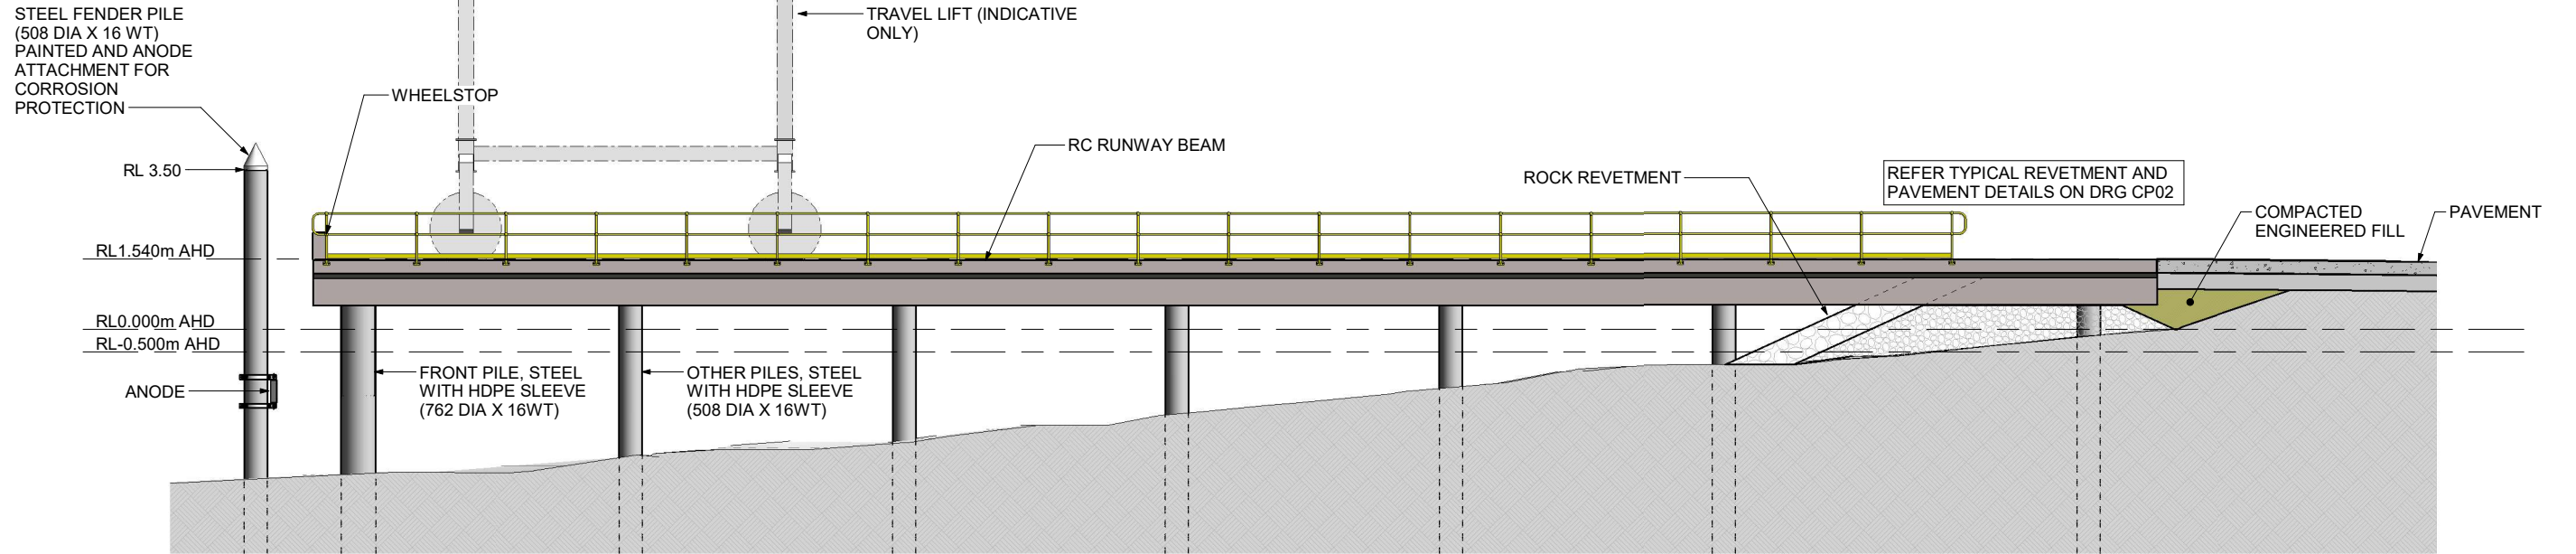 STEEL FENDER PILE
(508 DIA X 16 WT)
PAINTED AND ANODE
ATTACHMENT FOR
CORROSION
PROTECTION
TRAVEL LIFT (INDICATIVE
ONLY)
WHEELSTOP
RC RUNWAY BEAM
RL 3.50
ROCK REVETMENT
REFER TYPICAL REVETMENT AND
PAVEMENT DETAILS ON DRG CP02
COMPACTED
ENGINEERED FILL
PAVEMENT
RL1.540m AHD
RL0.000m AHD
RL-0.500m AHD
ANODE
FRONT PILE, STEEL
WITH HDPE SLEEVE
(762 DIA X 16WT)
OTHER PILES, STEEL
WITH HDPE SLEEVE
(508 DIA X 16WT)